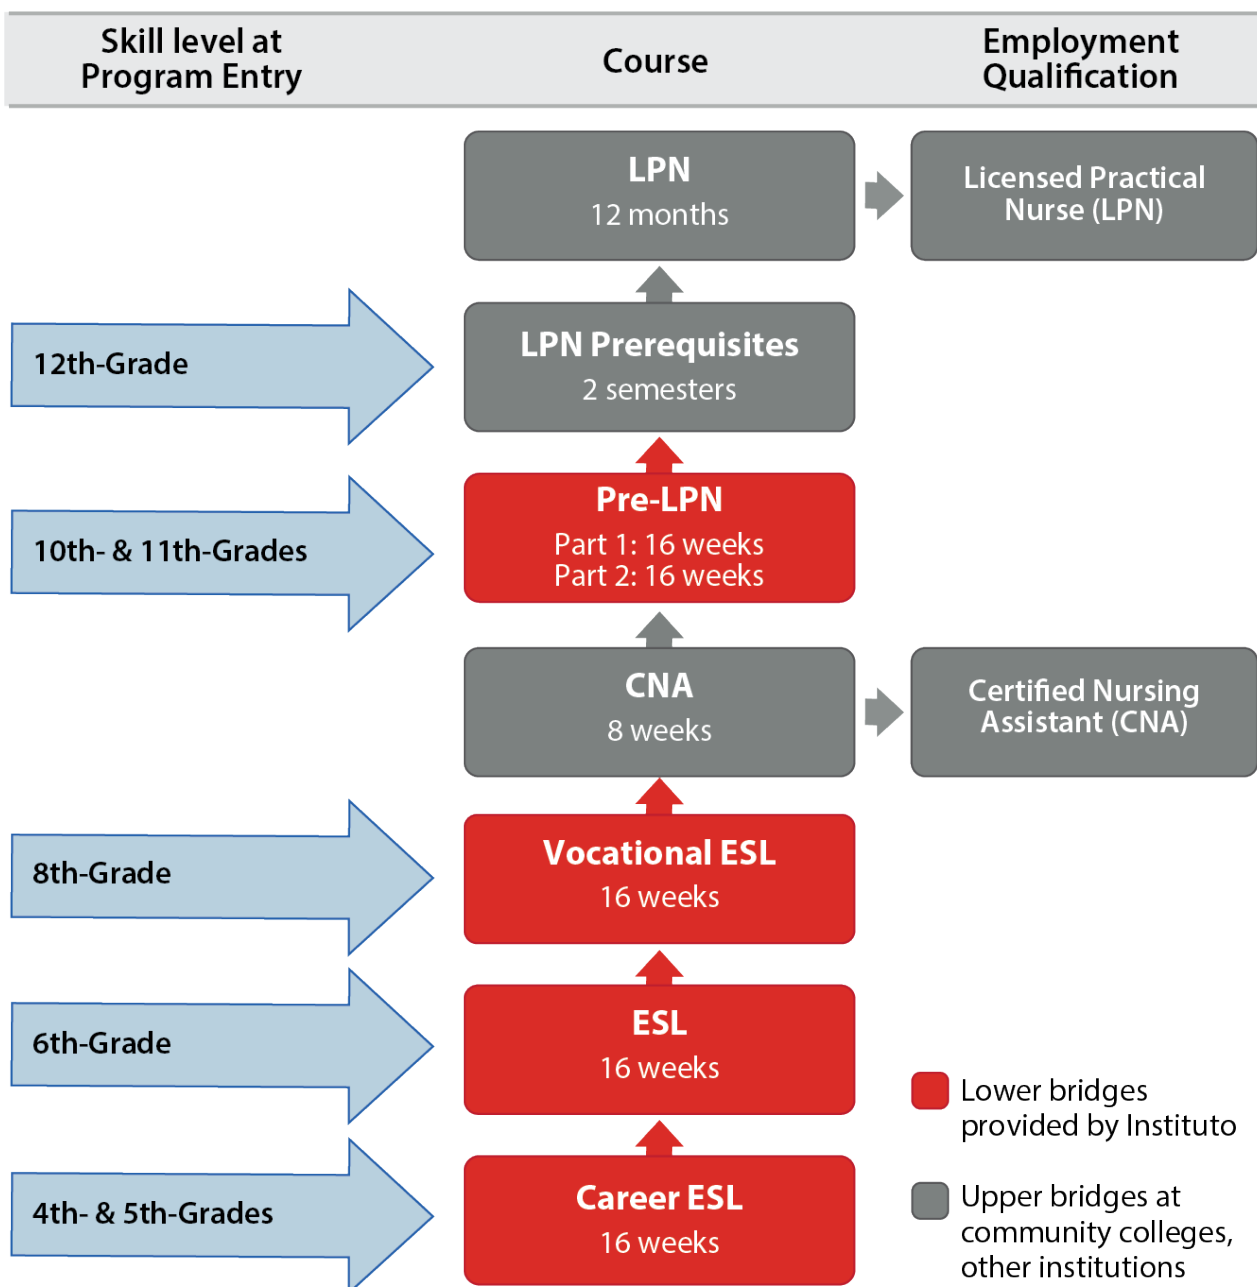 Skill level at
Program Entry
Course
Employment
Qualification
LPN
12 months
Licensed Practical
Nurse (LPN)
12th-Grade
LPN Prerequisites
2 semesters
10th- & 11th-Grades
Pre-LPN
Part 1: 16 weeks
Part 2: 16 weeks
CNA
8 weeks
Certified Nursing
Assistant (CNA)
8th-Grade
Vocational ESL
16 weeks
6th-Grade
ESL
16 weeks
4th- & 5th-Grades
Career ESL
16 weeks
Lower bridges
provided by Instituto
Upper bridges at
community colleges,
other institutions